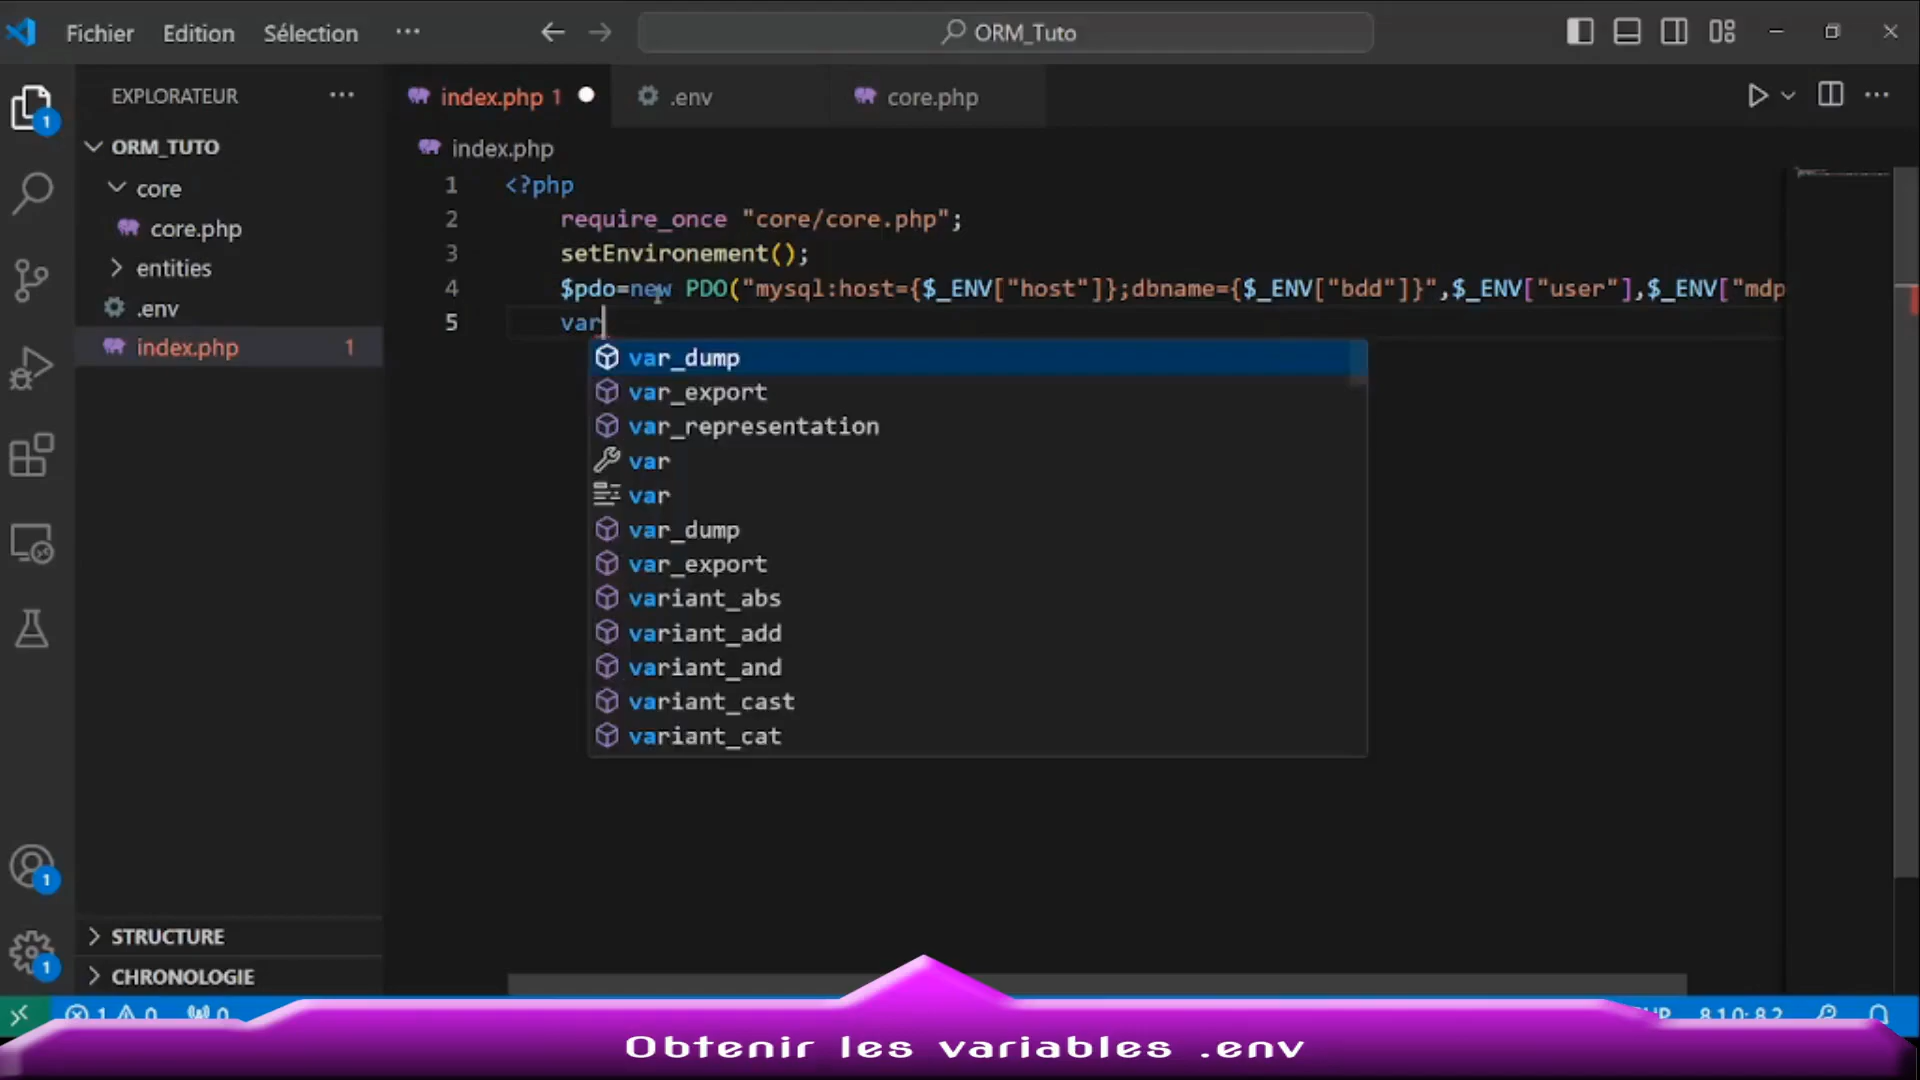 Fichier Edition Sélection ··· ORM_Tuto
EXPLORATEUR ···
ORM_TUTO
core
core.php
entities
.env
index.php 1
STRUCTURE
CHRONOLOGIE
index.php 1 .env core.php
index.php
1 <?php
2 require_once "core/core.php";
3 setEnvironement();
4 $pdo=new PDO("mysql:host={$_ENV["host"]};dbname={$_ENV["bdd"]}",$_ENV["user"],$_ENV["mdp
5 var
var_dump
var_export
var_representation
var
var
var_dump
var_export
variant_abs
variant_add
variant_and
variant_cast
variant_cat
1
1
1
Obtenir les variables .env